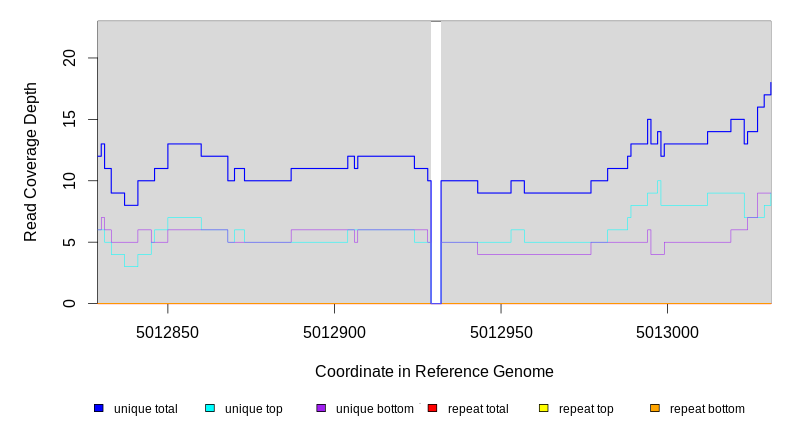 Read Coverage Depth
20
15
10
5
0
5012850 5012900 5012950 5013000
Coordinate in Reference Genome
unique total unique top unique bottom repeat total repeat top repeat bottom